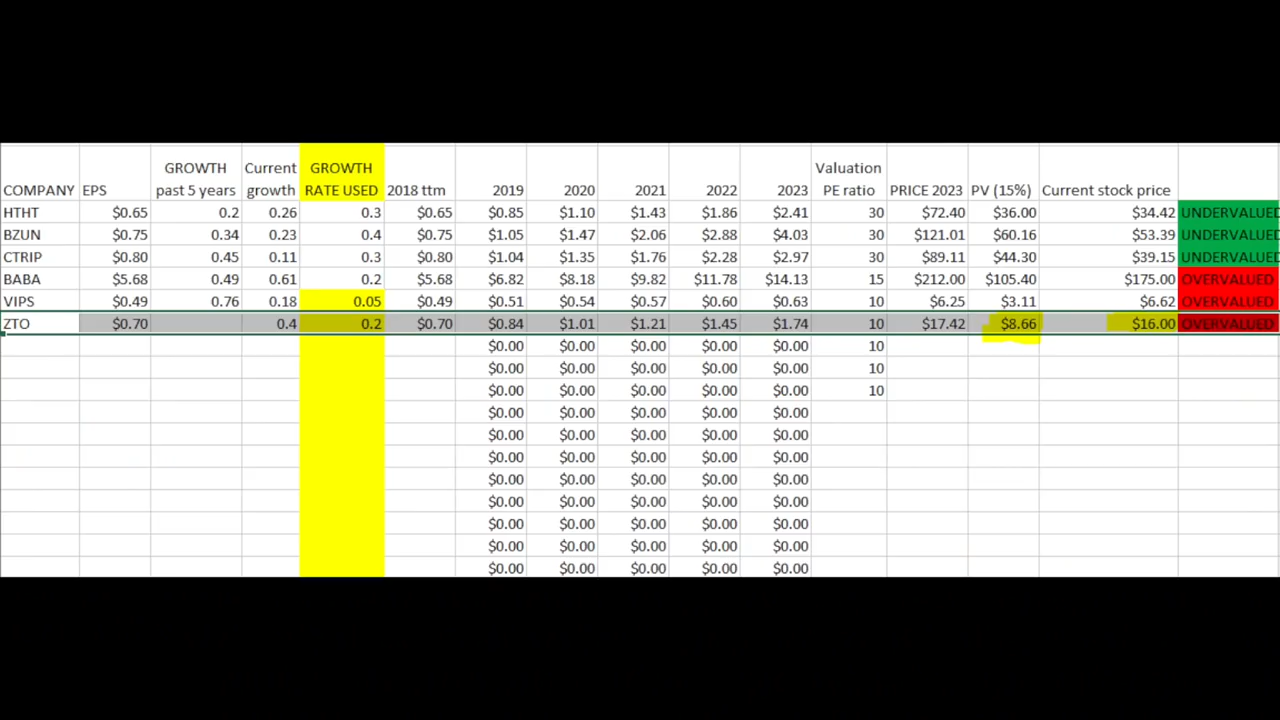 GROWTH Current GROWTH Valuation
COMPANY EPS past 5 years growth RATE USED 2018 ttm 2019 2020 2021 2022 2023 PE ratio PRICE 2023 PV (15%) Current stock price
HTHT $0.65 0.2 0.26 0.3 $0.65 $0.85 $1.10 $1.43 $1.86 $2.41 30 $72.40 $36.00 $34.42 UNDERVALUED
BZUN $0.75 0.34 0.23 0.4 $0.75 $1.05 $1.47 $2.06 $2.88 $4.03 30 $121.01 $60.16 $53.39 UNDERVALUED
CTRIP $0.80 0.45 0.11 0.3 $0.80 $1.04 $1.35 $1.76 $2.28 $2.97 30 $89.11 $44.30 $39.15 UNDERVALUED
BABA $5.68 0.49 0.61 0.2 $5.68 $6.82 $8.18 $9.82 $11.78 $14.13 15 $212.00 $105.40 $175.00 OVERVALUED
VIPS $0.49 0.76 0.18 0.05 $0.49 $0.51 $0.54 $0.57 $0.60 $0.63 10 $6.25 $3.11 $6.62 OVERVALUED
ZTO $0.70 0.4 0.2 $0.70 $0.84 $1.01 $1.21 $1.45 $1.74 10 $17.42 $8.66 $16.00 OVERVALUED
$0.00 $0.00 $0.00 $0.00 $0.00 10
$0.00 $0.00 $0.00 $0.00 $0.00 10
$0.00 $0.00 $0.00 $0.00 $0.00 10
$0.00 $0.00 $0.00 $0.00 $0.00
$0.00 $0.00 $0.00 $0.00 $0.00
$0.00 $0.00 $0.00 $0.00 $0.00
$0.00 $0.00 $0.00 $0.00 $0.00
$0.00 $0.00 $0.00 $0.00 $0.00
$0.00 $0.00 $0.00 $0.00 $0.00
$0.00 $0.00 $0.00 $0.00 $0.00
$0.00 $0.00 $0.00 $0.00 $0.00